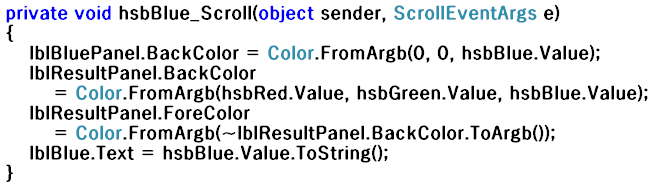 private void hsbBlue_Scroll(object sender, ScrollEventArgs e)
{
lblBluePanel.BackColor = Color.FromArgb(0, 0, hsbBlue.Value);
lblResultPanel.BackColor
= Color.FromArgb(hsbRed.Value, hsbGreen.Value, hsbBlue.Value);
lblResultPanel.ForeColor
= Color.FromArgb(~lblResultPanel.BackColor.ToArgb());
lblBlue.Text = hsbBlue.Value.ToString();
}